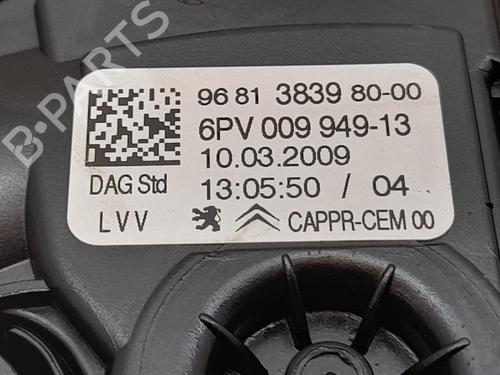 96 81 3839 80-00
6PV 009 949-13
10.03.2009
DAG Std
13:05:50 / 04
LVV
CAPPR-CEM 00
B-PARTS